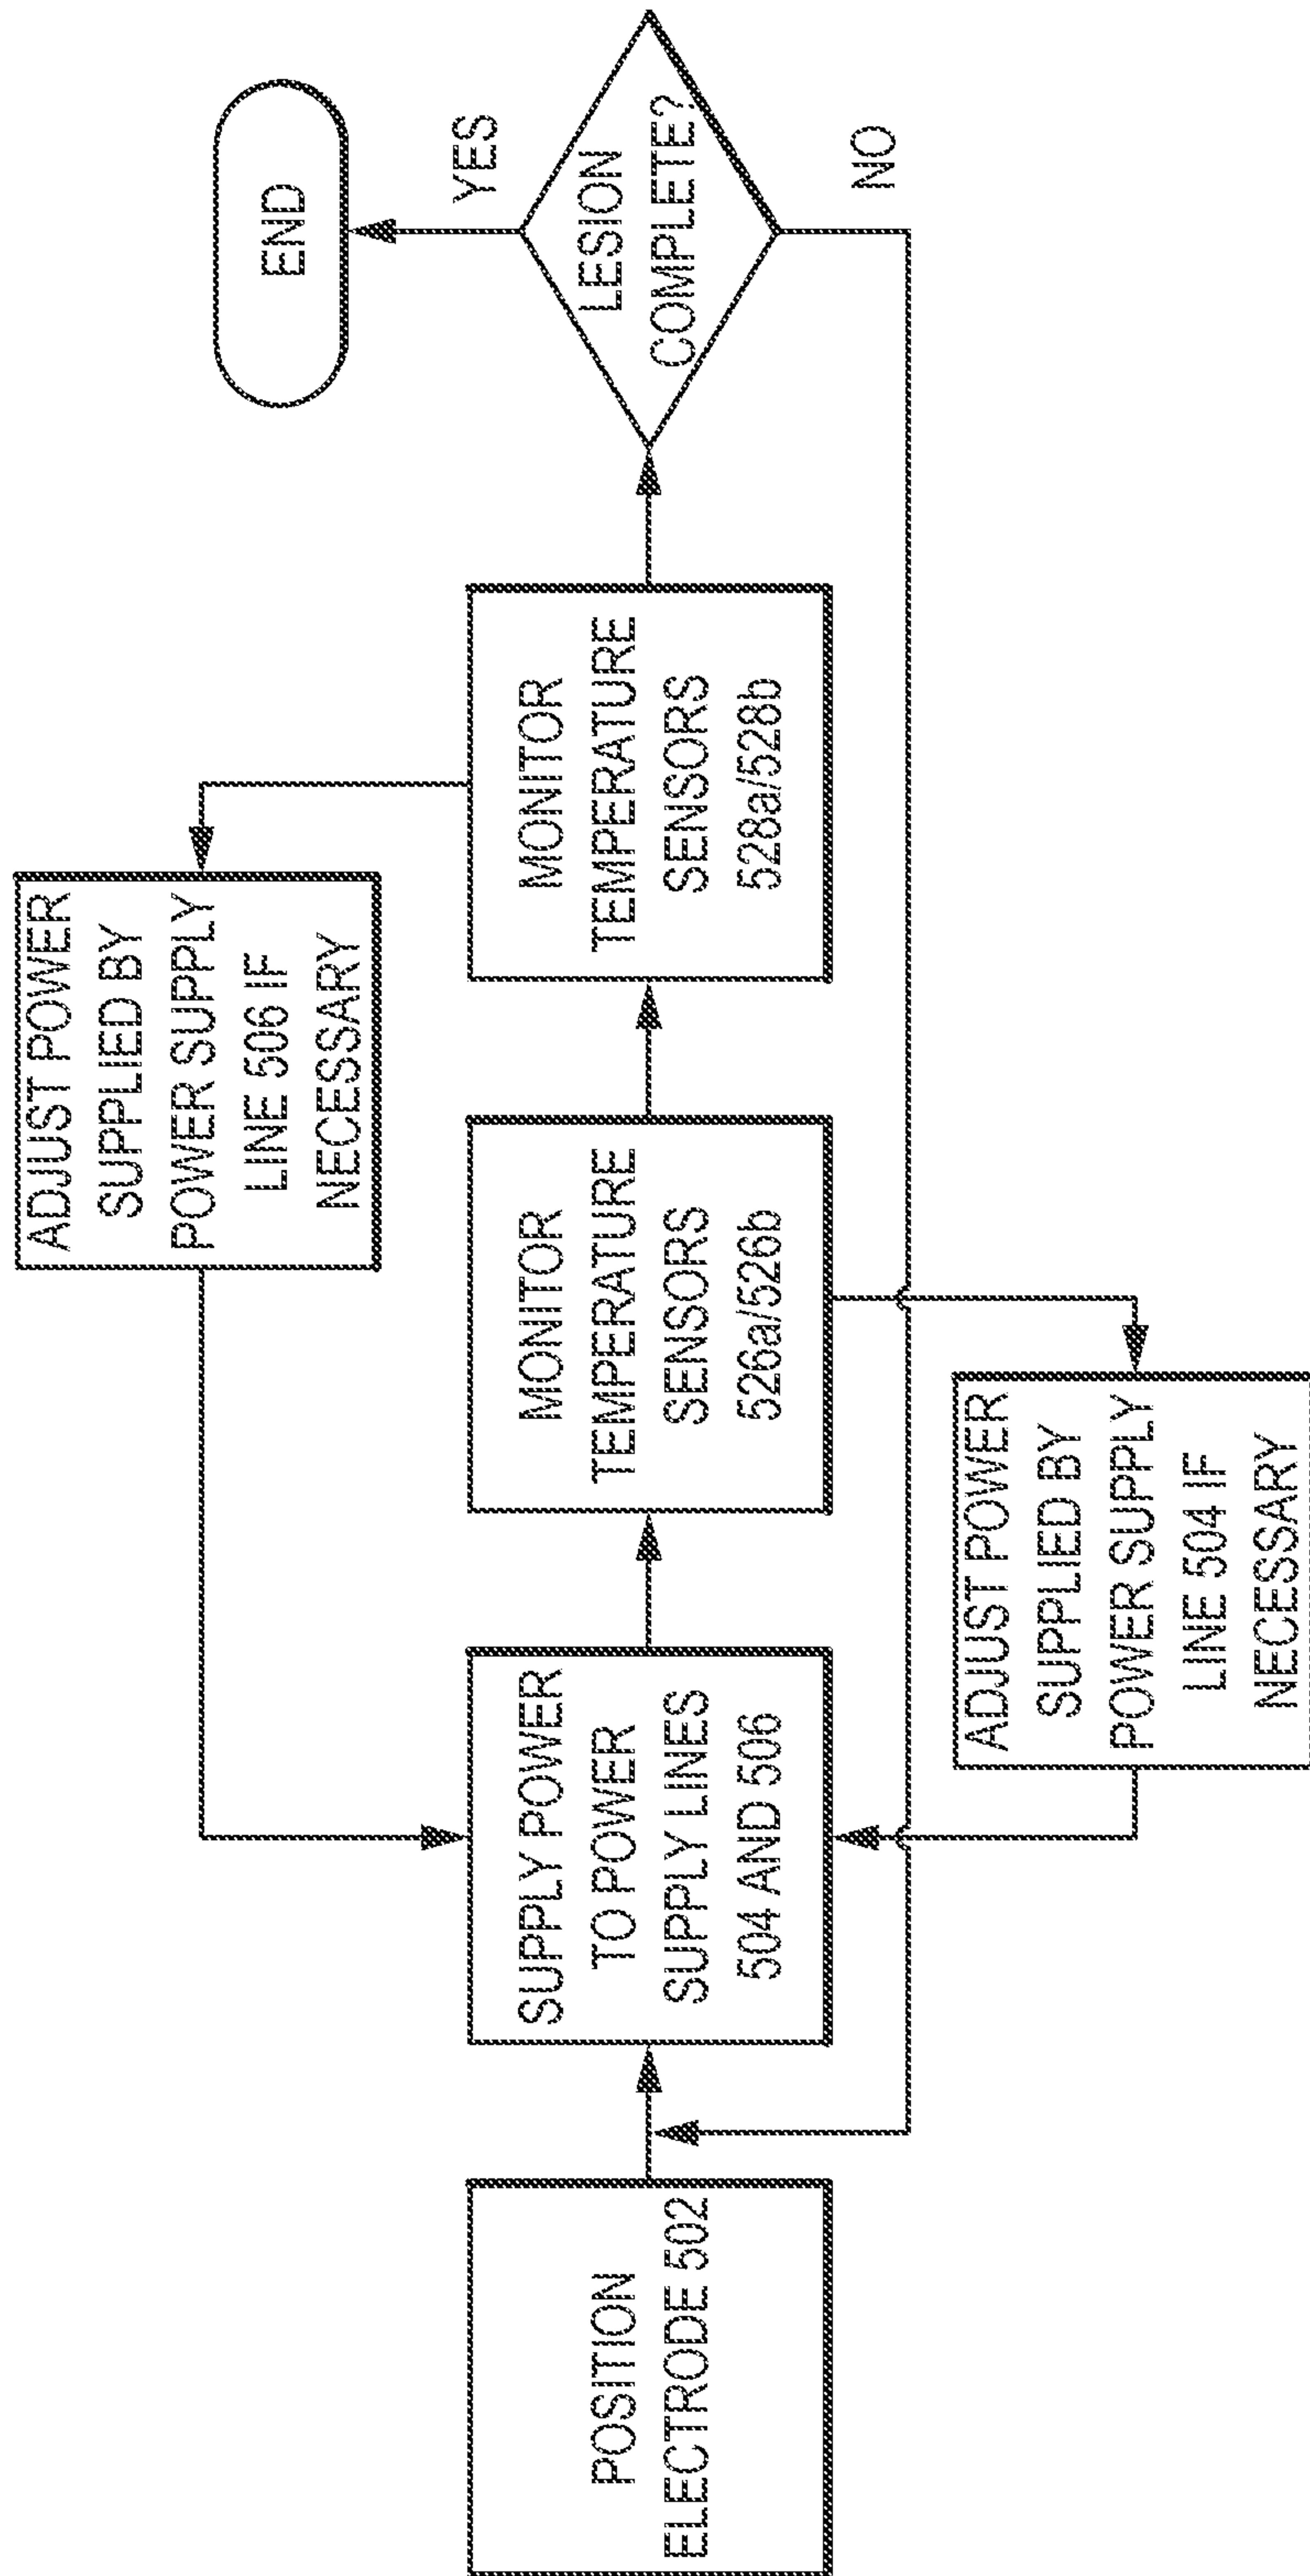 POSITION
ELECTRODE 502
SUPPLY POWER
TO POWER
SUPPLY LINES
504 AND 506
MONITOR
TEMPERATURE
SENSORS
526a/526b
MONITOR
TEMPERATURE
SENSORS
528a/528b
ADJUST POWER
SUPPLIED BY
POWER SUPPLY
LINE 506 IF
NECESSARY
ADJUST POWER
SUPPLIED BY
POWER SUPPLY
LINE 504 IF
NECESSARY
LESION
COMPLETE?
YES
NO
END